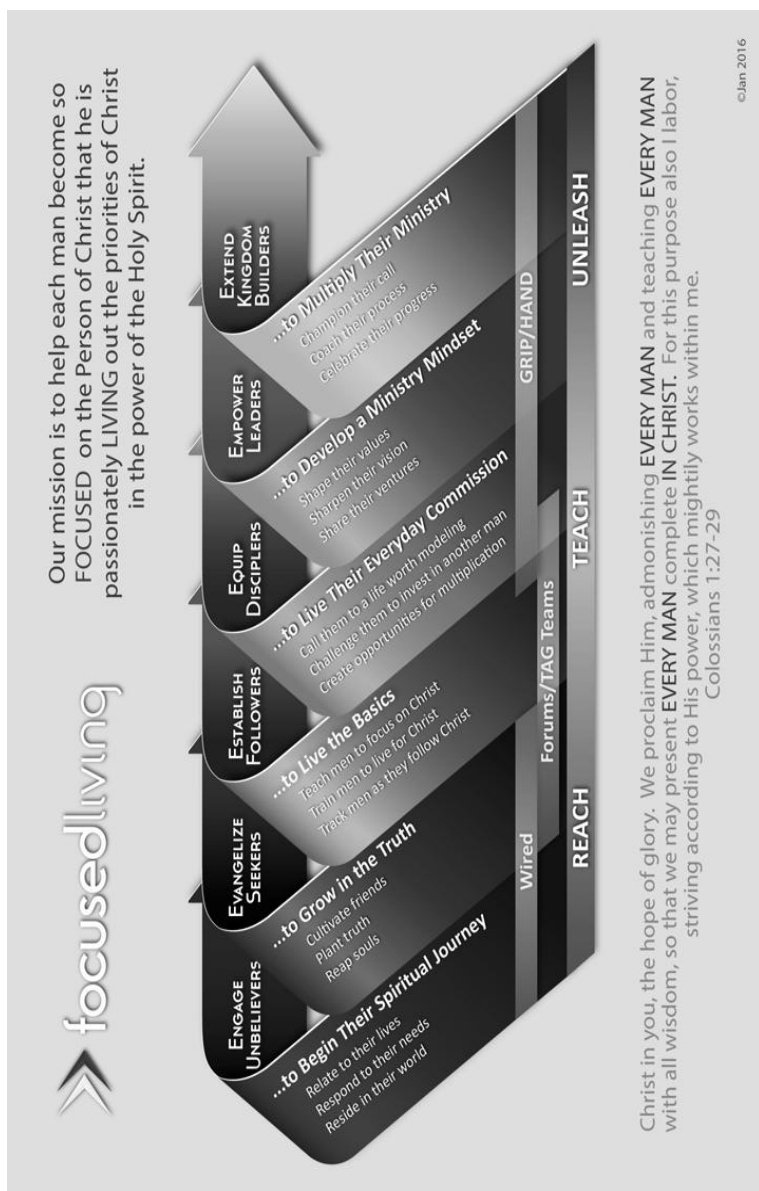 focusedliving
Our mission is to help each man become so
FOCUSED on the Person of Christ that he is
passionately LIVING out the priorities of Christ
in the power of the Holy Spirit.
ENGAGE
UNBELIEVERS
...to Begin Their Spiritual Journey
Relate to their lives
Respond to their needs
Reside in their world
EVANGELIZE
SEEKERS
...to Grow in the Truth
Cultivate friends
Plant truth
Reap souls
ESTABLISH
FOLLOWERS
...to Live the Basics
Teach men to focus on Christ
Train men to live for Christ
Track men as they follow Christ
EQUIP
DISCIPLERS
...to Live Their Everyday Commission
Call them to a life worth modeling
Challenge them to invest in another man
Create opportunities for multiplication
EMPOWER
LEADERS
...to Develop a Ministry Mindset
Shape their values
Sharpen their vision
Share their ventures
EXTEND
KINGDOM
BUILDERS
...to Multiply Their Ministry
Champion their call
Coach their process
Celebrate their progress
Wired
GRIP/HAND
Forums/TAG Teams
REACH
TEACH
UNLEASH
Christ in you, the hope of glory. We proclaim Him, admonishing EVERY MAN and teaching EVERY MAN
with all wisdom, so that we may present EVERY MAN complete IN CHRIST. For this purpose also I labor,
striving according to His power, which mightily works within me.
Colossians 1:27-29
©Jan 2016